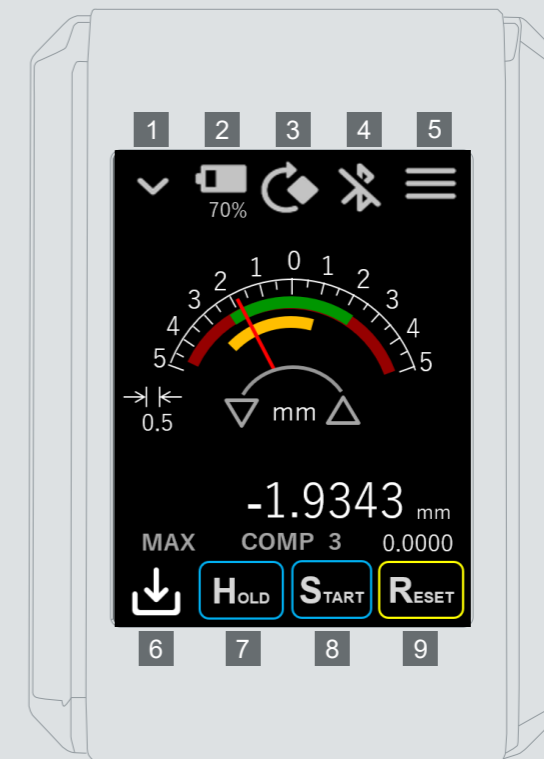 1 2 3 4 5
70%
5 4 3 2 1 0 1 2 3 4 5
0.5
mm
-1.9343 mm
MAX COMP 3 0.0000
HOLD START RESET
6 7 8 9